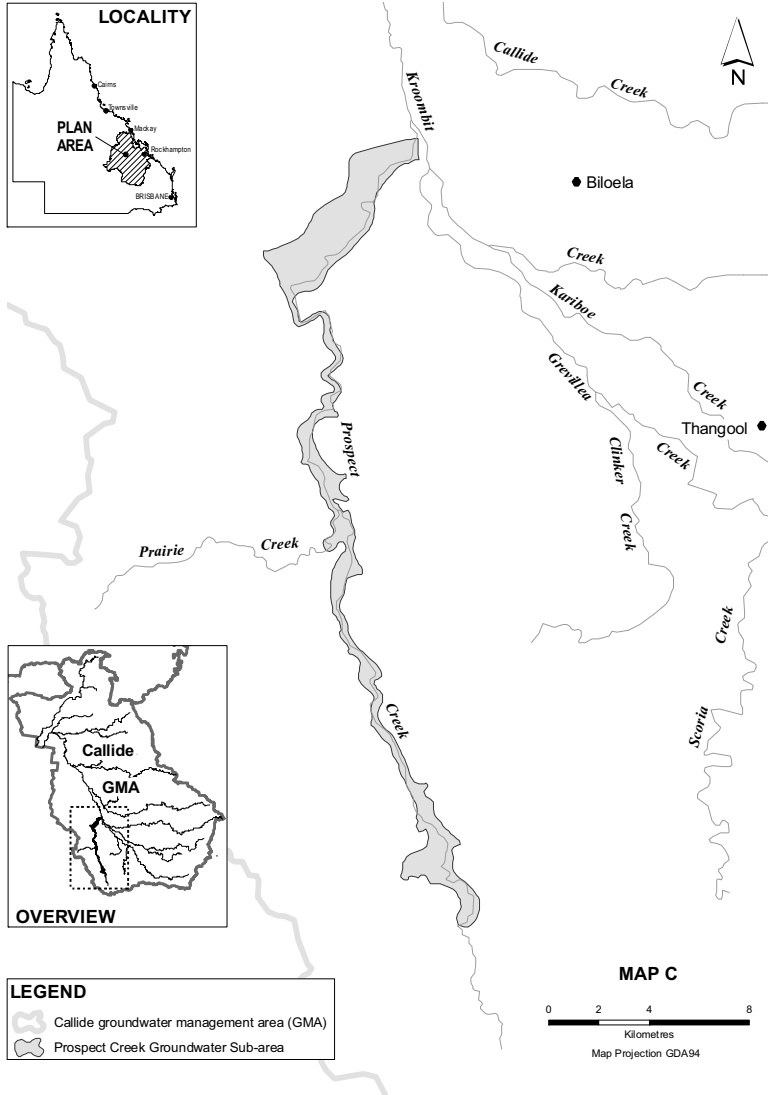 LOCALITY
Cairns
Townsville
Mackay
PLAN
AREA
Rockhampton
BRISBANE
Callide
Creek
N
Kroombit
Biloela
Creek
Kariboe
Creek
Grevillea
Creek
Thangool
Clinker
Creek
Prospect
Creek
Prairie
Creek
Creek
Scoria
Callide
GMA
OVERVIEW
MAP C
0 2 4 8
Kilometres
Map Projection GDA94
LEGEND
Callide groundwater management area (GMA)
Prospect Creek Groundwater Sub-area